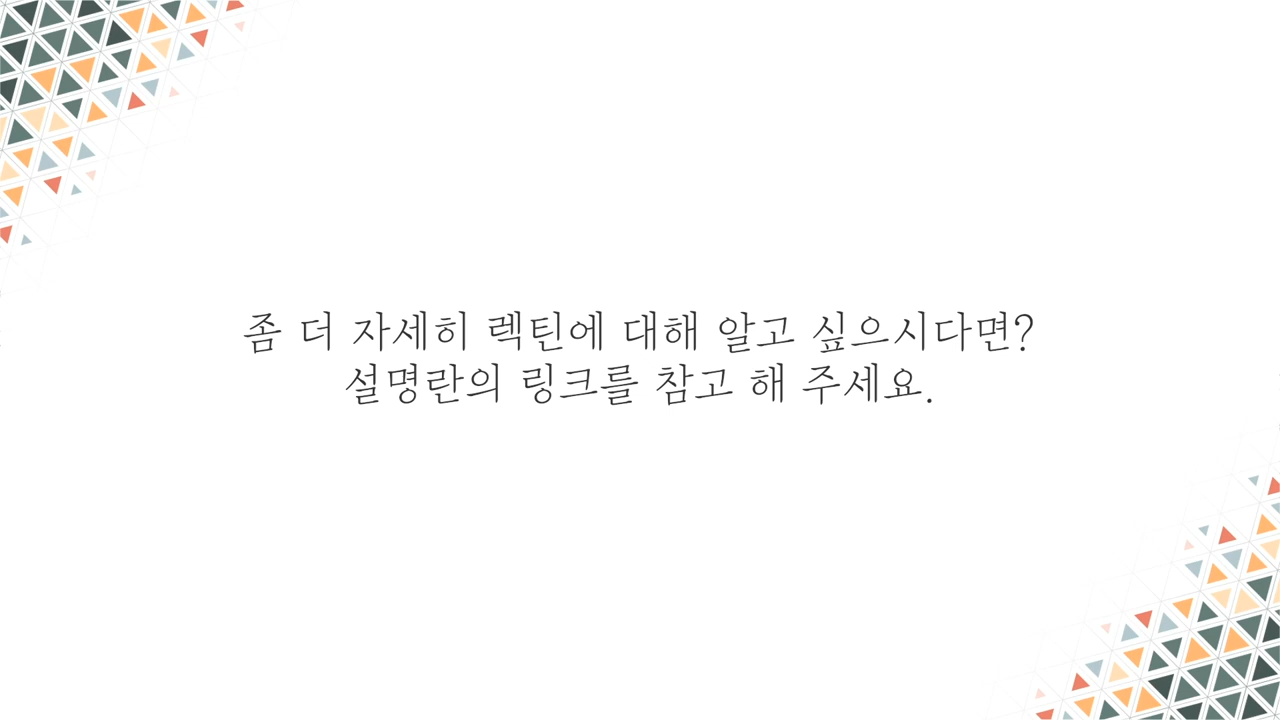 좀 더 자세히 렉틴에 대해 알고 싶으시다면?
설명란의 링크를 참고 해 주세요.